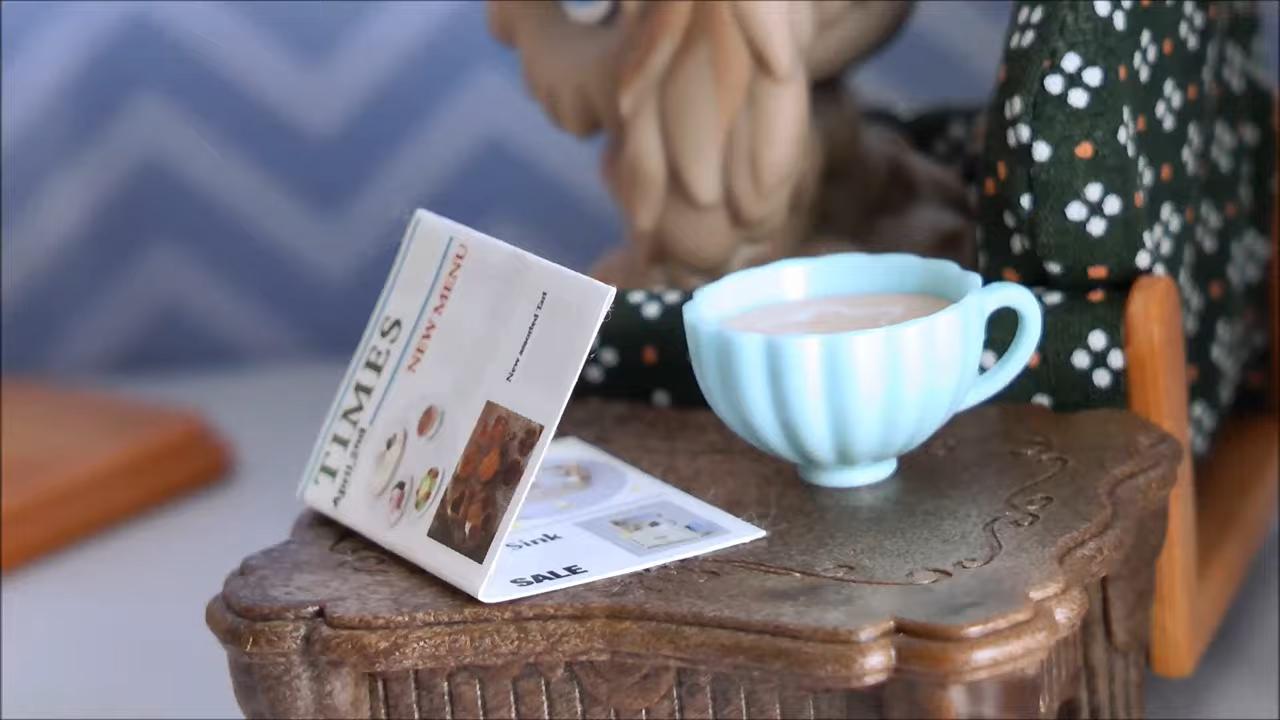 TIMES
April,2nd
NEW MENU
New assorted Tart
Sink
SALE